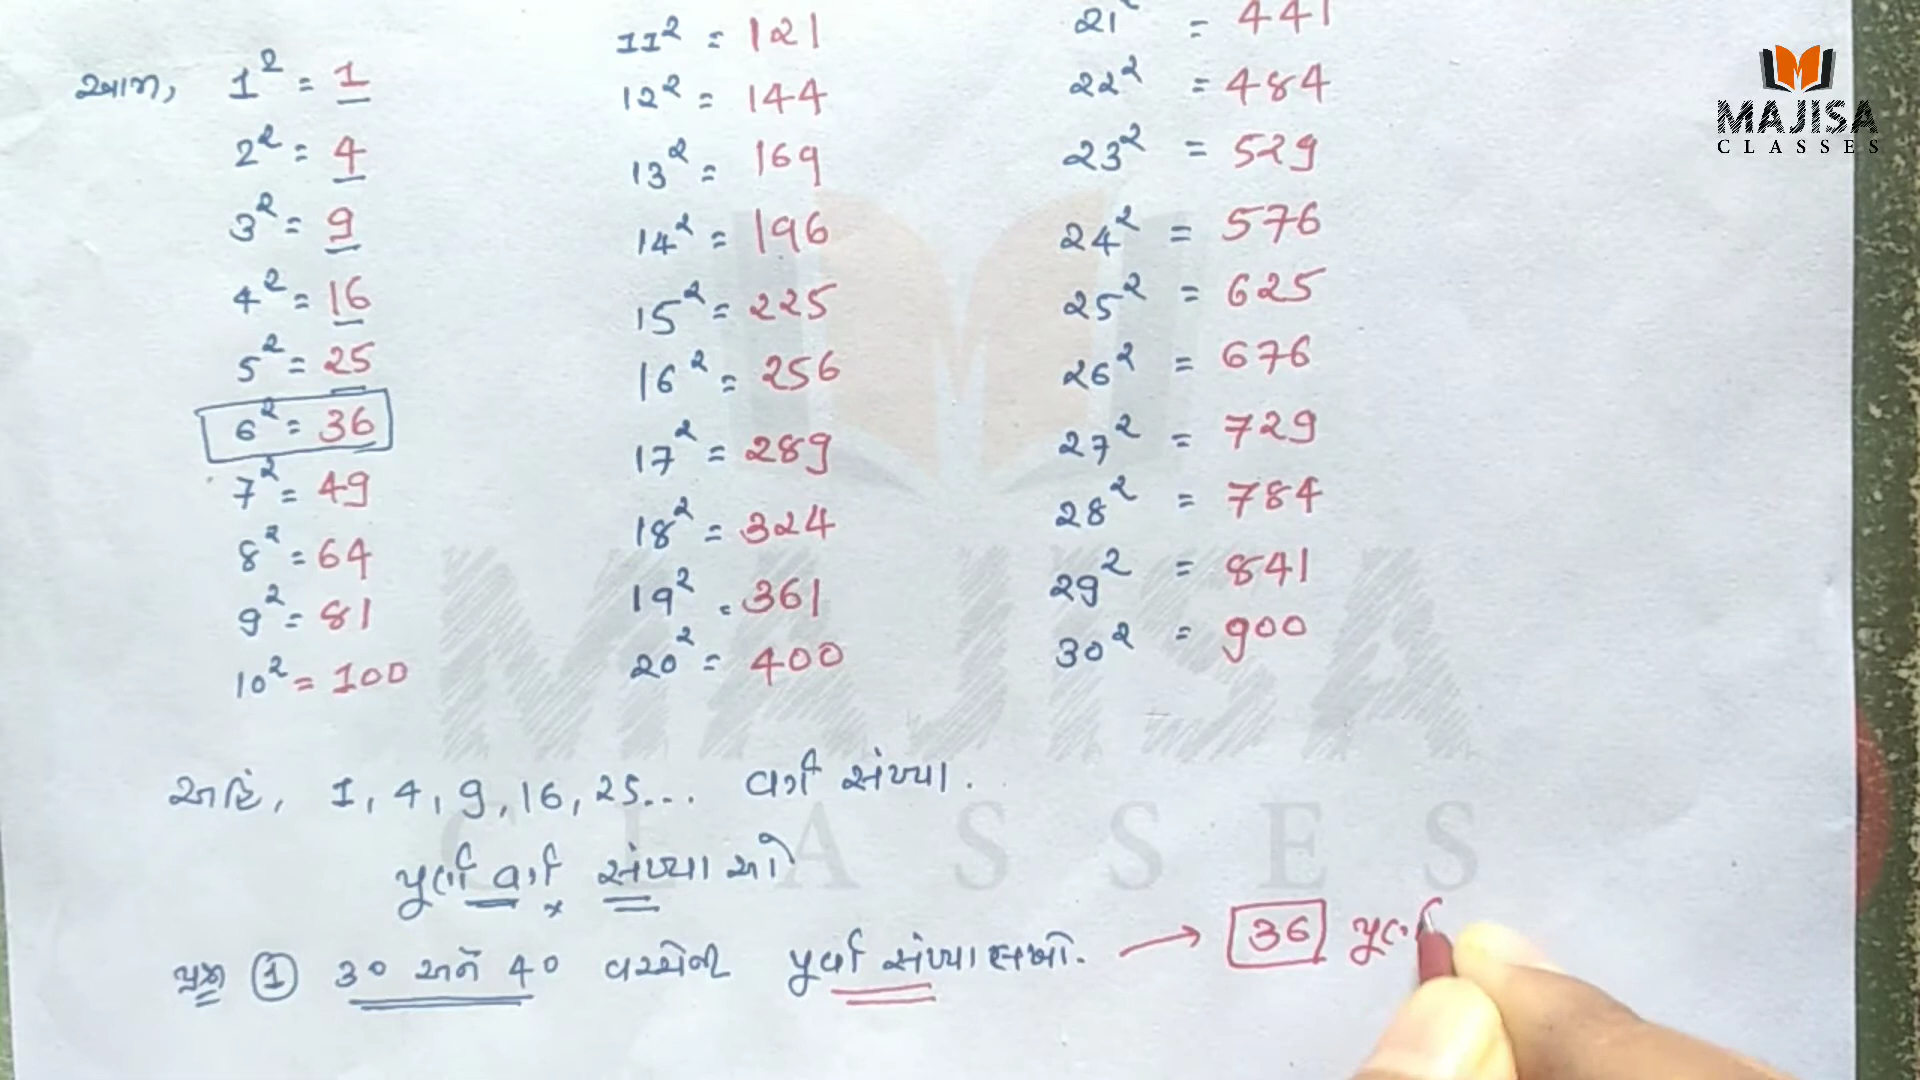 આમ, 1² = 1
2² = 4
3² = 9
4² = 16
5² = 25
6² = 36
7² = 49
8² = 64
9² = 81
10² = 100
11² = 121
12² = 144
13² = 169
14² = 196
15² = 225
16² = 256
17² = 289
18² = 324
19² = 361
20² = 400
21² = 441
22² = 484
23² = 529
24² = 576
25² = 625
26² = 676
27² = 729
28² = 784
29² = 841
30² = 900
અહિં, 1, 4, 9, 16, 25... વર્ગ સંખ્યા.
પૂર્ણ વર્ગ સંખ્યાઓ
પ્રશ્ન 1 30 અને 40 વચ્ચેની પૂર્વા સંખ્યા લખો. → 36 પૂર્ણ
MAJISA
CLASSES
MAJISA
CLASSES